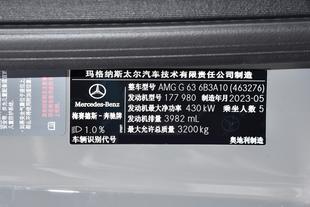 玛格纳斯太尔汽车技术有限责任公司制造
整车型号 AMG G 63 6B3A10 (463276)
Mercedes-Benz
发动机型号 177 980 制造年月 2023-05
发动机最大净功率 430 kW 乘坐人数 5
梅赛德斯-奔驰牌
发动机排量 3982 mL
1.0%
最大允许总质量 3200kg
车辆识别代号
奥地利制造